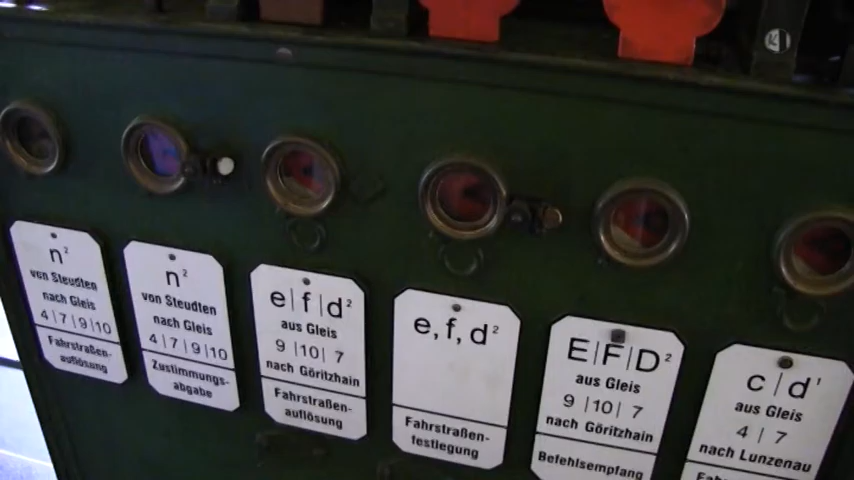 n²
von Steudten
nach Gleis
4|7|9|10
Fahrstraßen-
auflösung
n²
von Steudten
nach Gleis
4|7|9|10
Zustimmungs-
abgabe
e|f|d²
aus Gleis
9|10|7
nach Göritzhain
Fahrstraßen-
auflösung
e,f,d²
Fahrstraßen-
festlegung
E|F|D²
aus Gleis
9|10|7
nach Göritzhain
Befehlsempfang
c|d¹
aus Gleis
4|7
nach Lunzenau